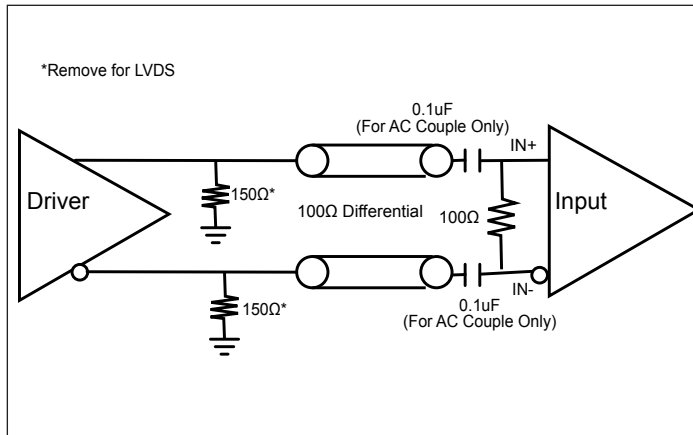 *Remove for LVDS
0.1uF
(For AC Couple Only)
IN+
Driver
150Ω*
100Ω Differential
100Ω
Input
150Ω*
0.1uF
IN-
(For AC Couple Only)